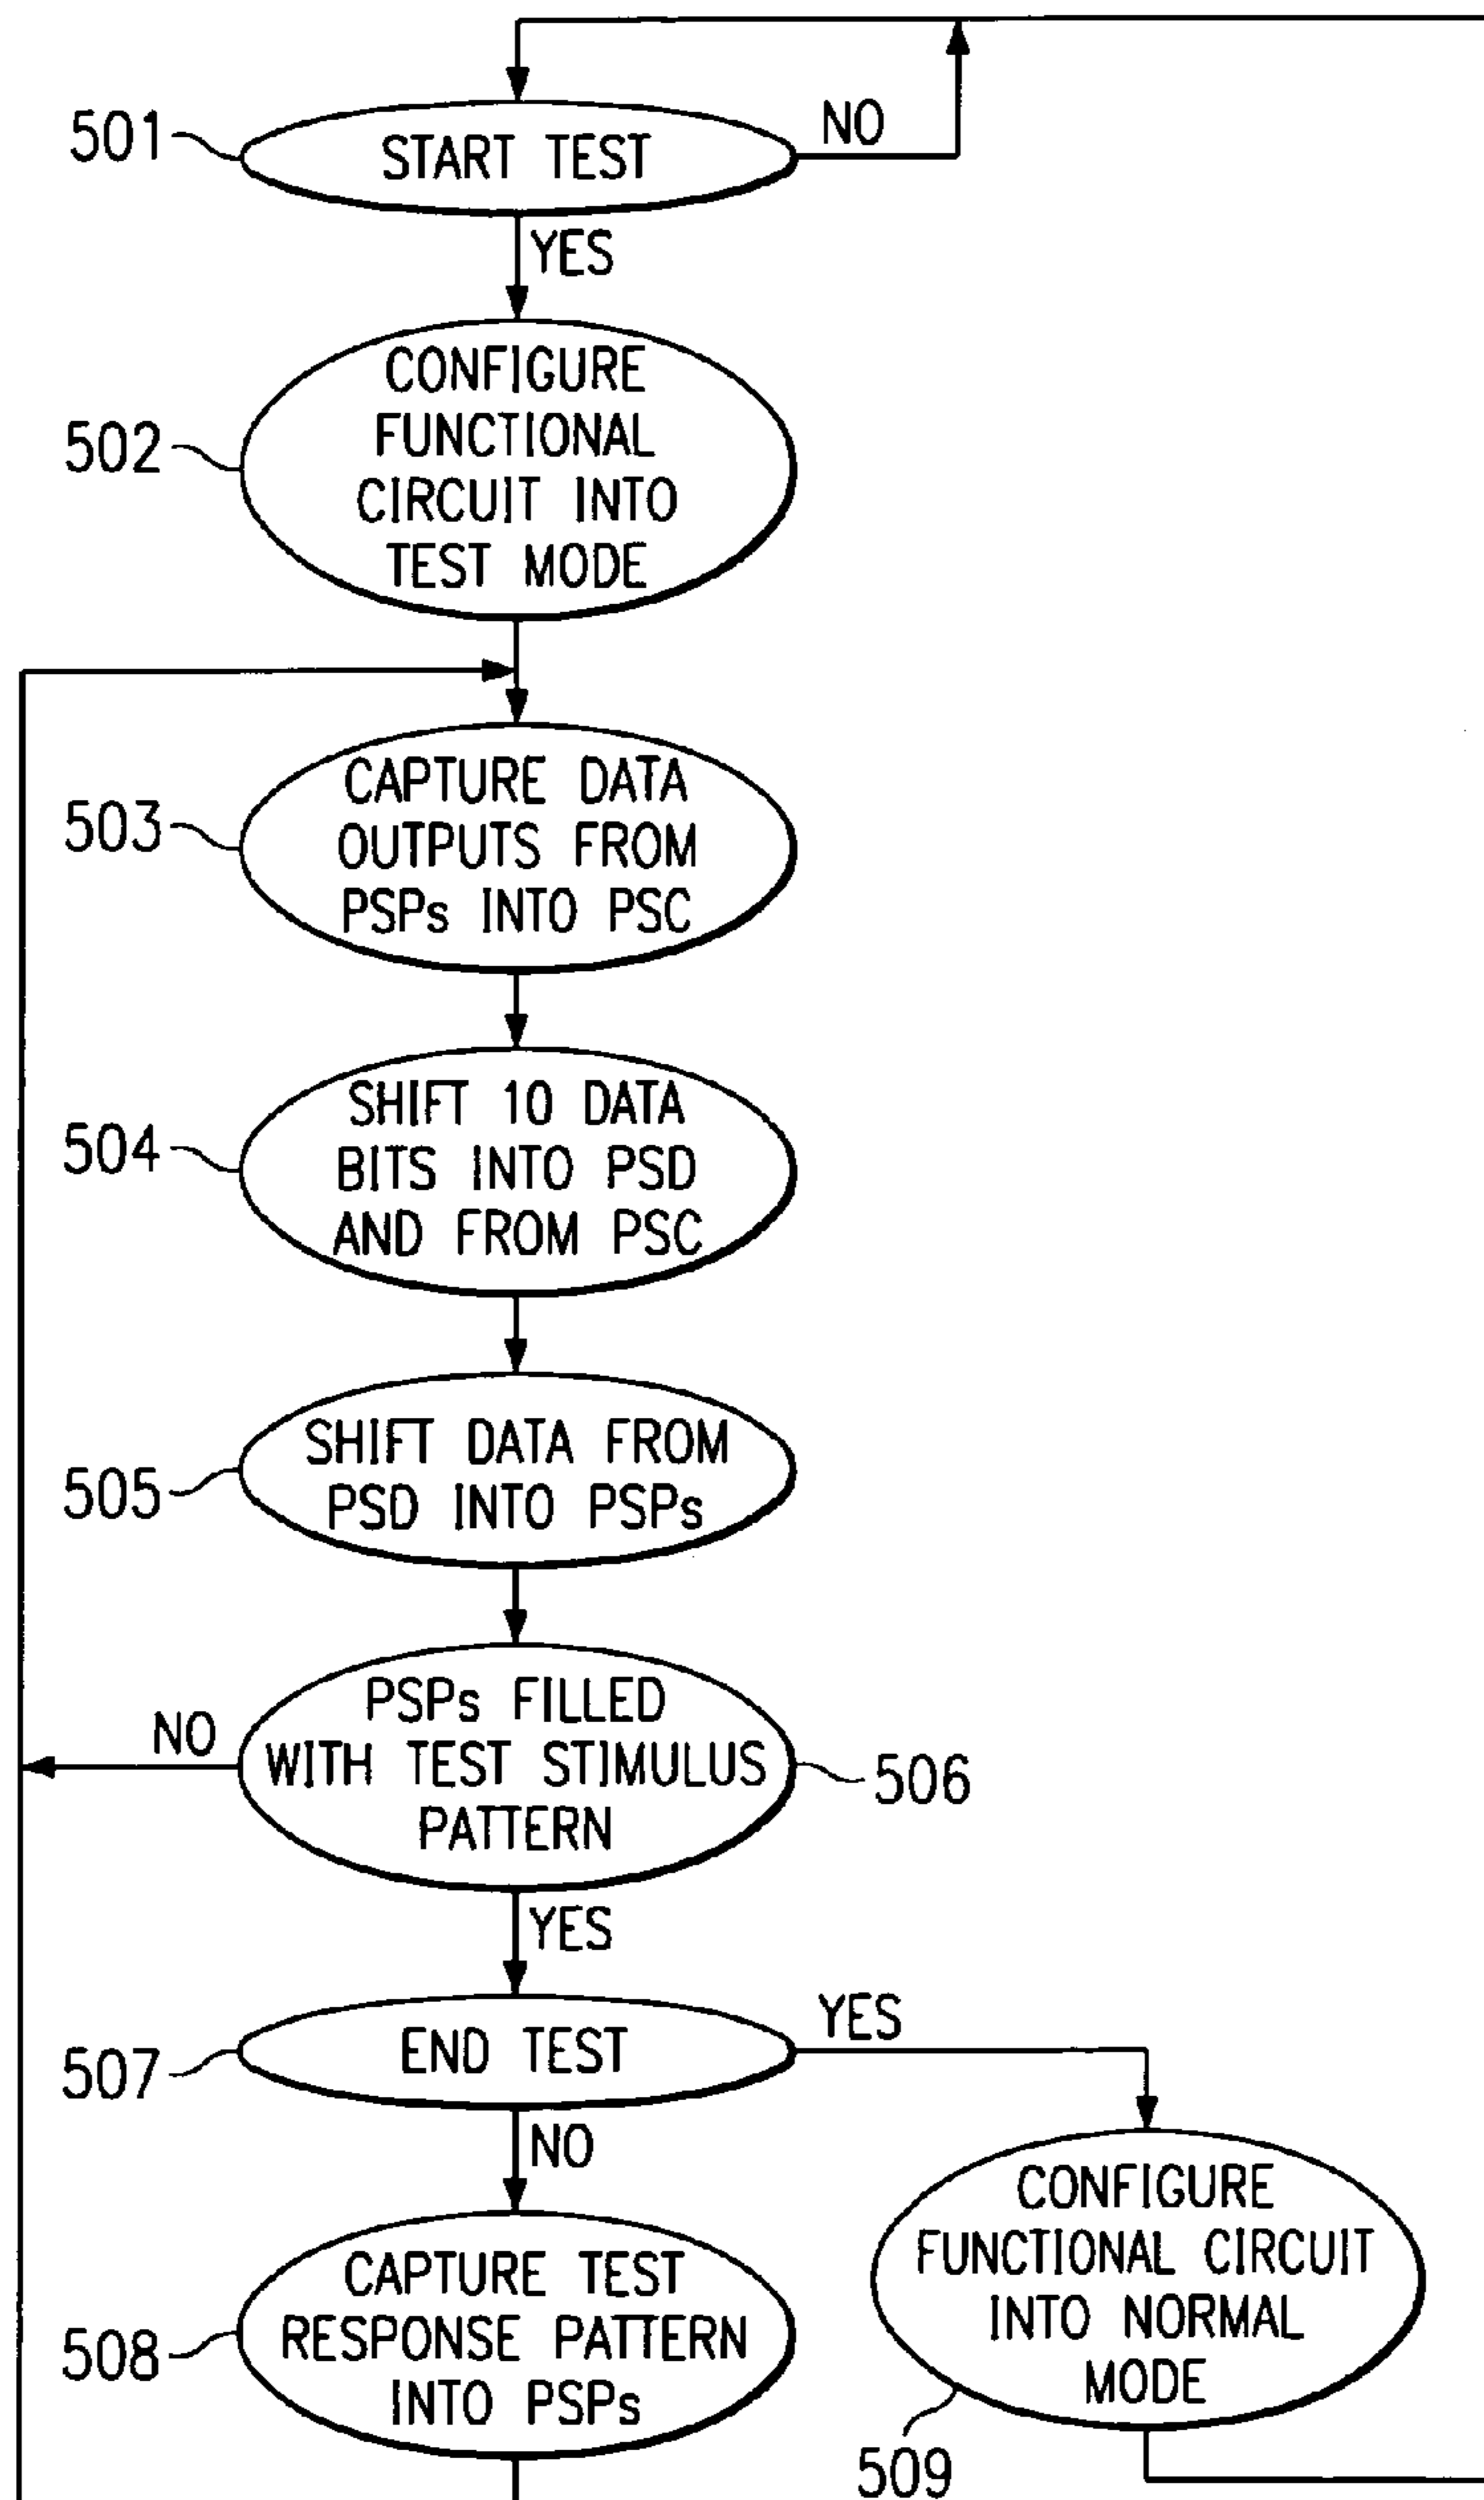 501
START TEST
NO
YES
502
CONFIGURE
FUNCTIONAL
CIRCUIT INTO
TEST MODE
503
CAPTURE DATA
OUTPUTS FROM
PSPs INTO PSC
504
SHIFT 10 DATA
BITS INTO PSD
AND FROM PSC
505
SHIFT DATA FROM
PSD INTO PSPs
NO
PSPs FILLED
WITH TEST STIMULUS
PATTERN
506
YES
507
END TEST
YES
NO
508
CAPTURE TEST
RESPONSE PATTERN
INTO PSPs
CONFIGURE
FUNCTIONAL CIRCUIT
INTO NORMAL
MODE
509